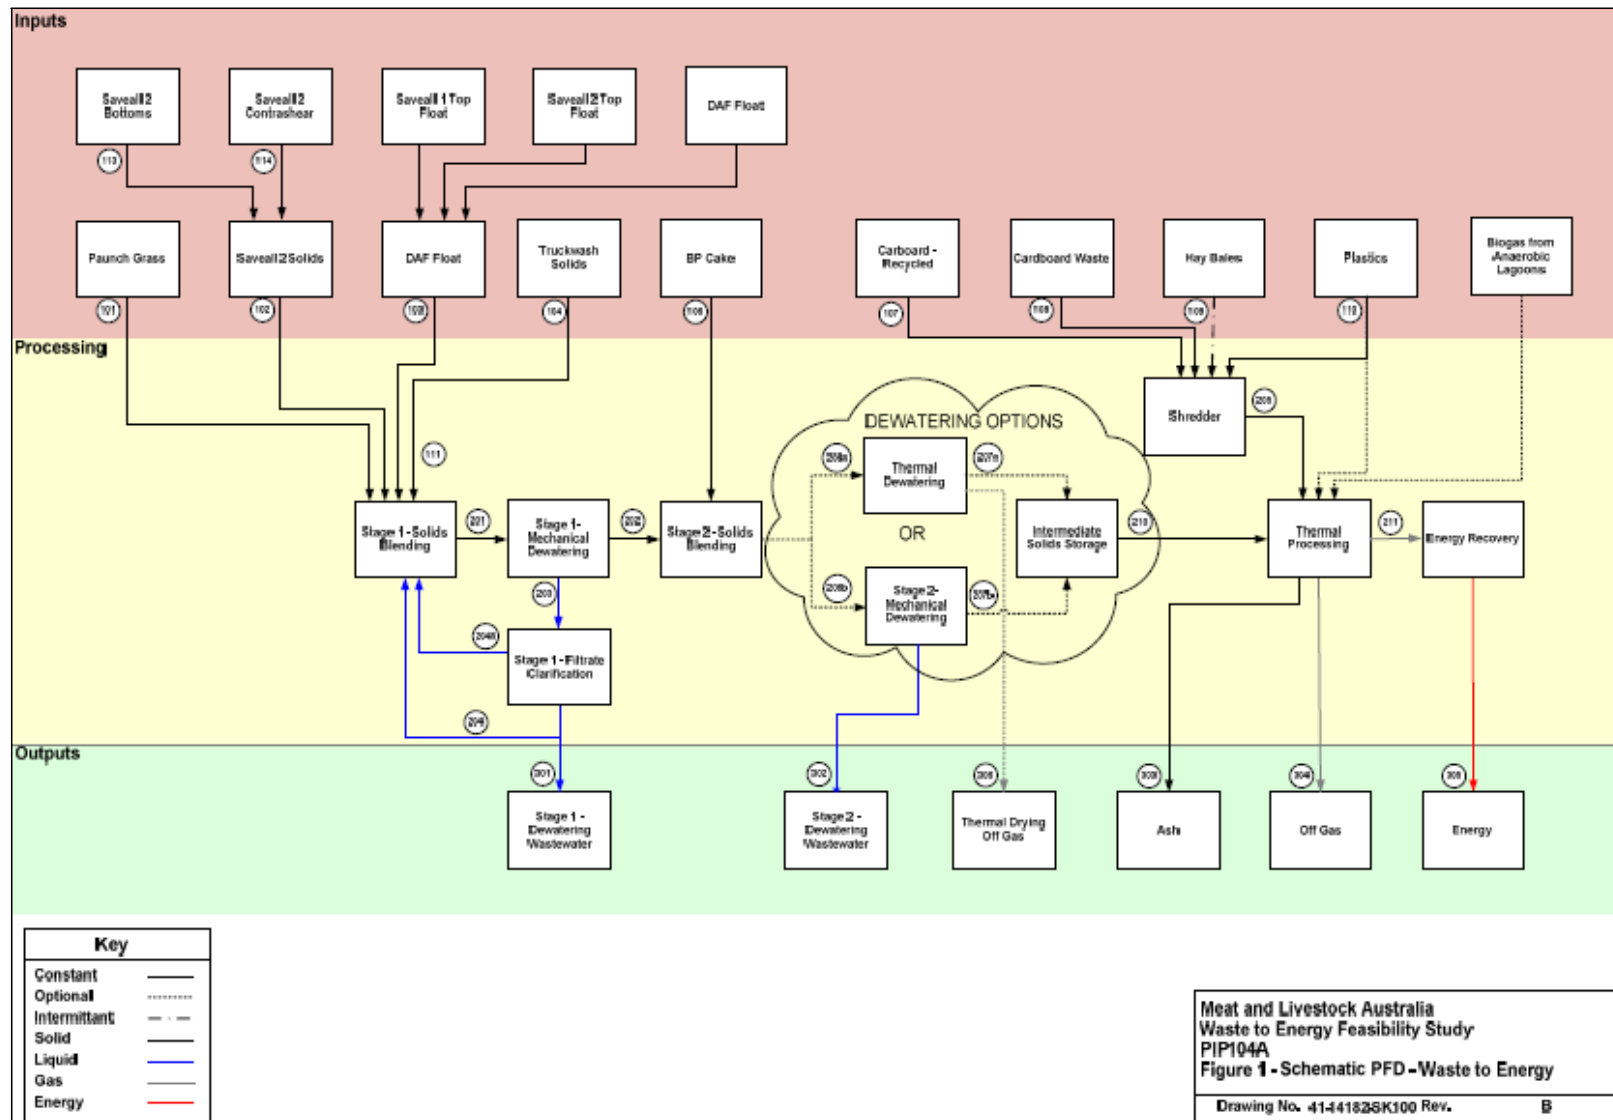 Inputs
Saveall 2
Bottoms
Saveall 2
Contrashear
Saveall 1 Top
Float
Saveall 2 Top
Float
DAF Float
113
114
Paunch Grass
Saveall 2 Solids
DAF Float
Truckwash
Solids
BP Cake
Carboard -
Recycled
Cardboard Waste
Hay Bales
Plastics
Biogas from
Anaerobic
Lagoons
101
102
103
104
107
110
Processing
DEWATERING OPTIONS
Shredder
111
Thermal
Dewatering
OR
Stage 1 - Solids
Blending
201
Stage 1 -
Mechanical
Dewatering
202
Stage 2 - Solids
Blending
Intermediate
Solids Storage
210
Thermal
Processing
211
Energy Recovery
203
Stage 2 -
Mechanical
Dewatering
Stage 1 - Filtrate
Clarification
Outputs
301
302
303
304
Stage 1 -
Dewatering
Wastewater
Stage 2 -
Dewatering
Wastewater
Thermal Drying
Off Gas
Ash
Off Gas
Energy
Key
Constant
Optional
Intermittant
Solid
Liquid
Gas
Energy
Meat and Livestock Australia
Waste to Energy Feasibility Study
PIP104A
Figure 1 - Schematic PFD - Waste to Energy
Drawing No. 41-14182-SK100 Rev. B